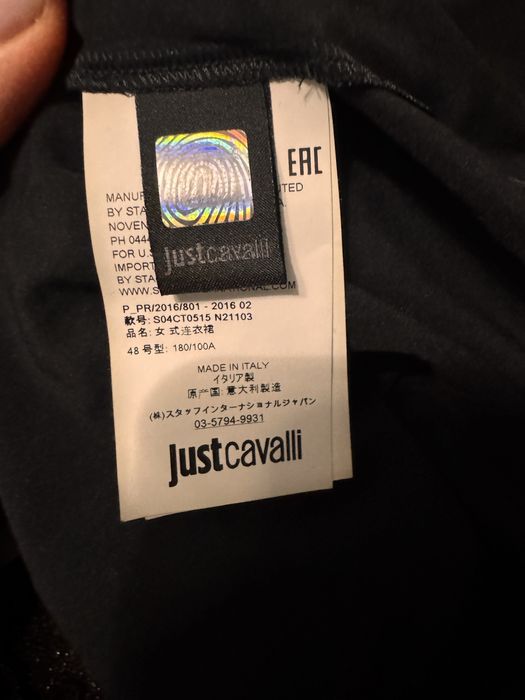 EAC
MANUF TED
BY STA A.
NOVEN
PH 044
FOR U.S
IMPORT
BY STA
justcavalli
WWW.S NATIONAL.COM
P_PR/2016/801 - 2016 02
款号: S04CT0515 N21103
品名: 女 式连衣裙
48 号型: 180/100A
MADE IN ITALY
イタリア製
原产国: 意大利製造
(株)スタッフインターナショナルジャパン
03-5794-9931
justcavalli